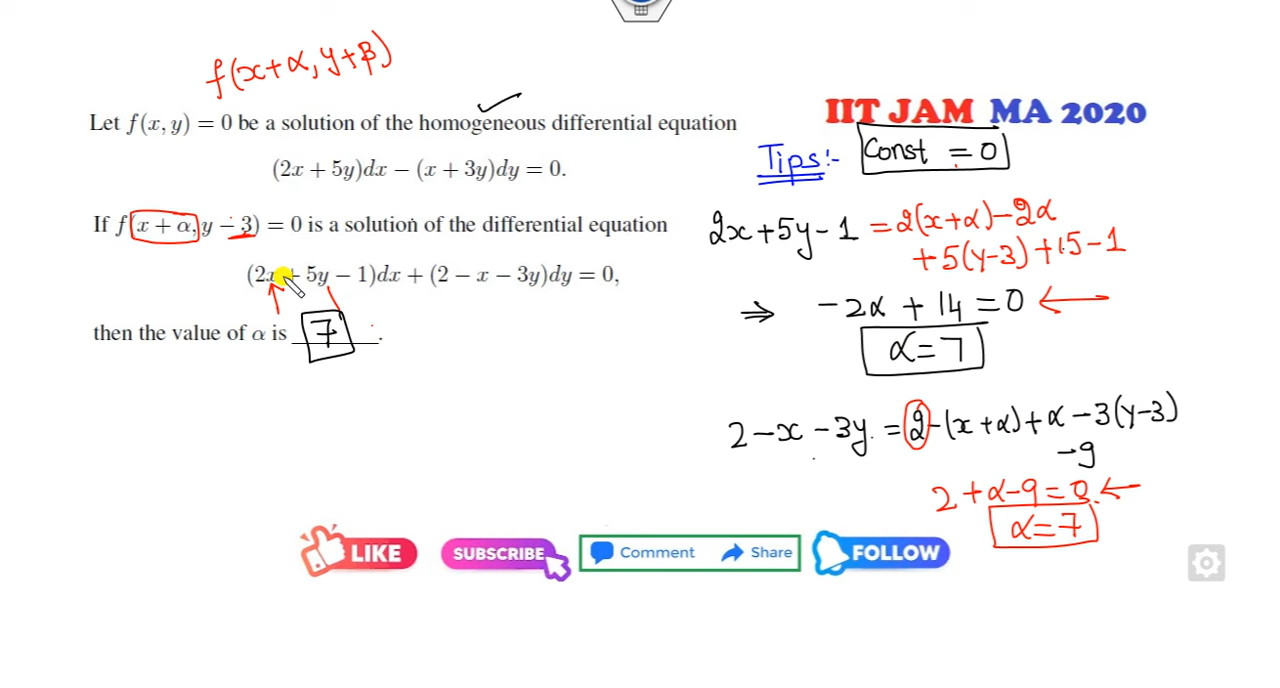 f(x+α, y+β)
Let f(x, y) = 0 be a solution of the homogeneous differential equation
(2x + 5y)dx − (x + 3y)dy = 0.
If f(x + α, y − 3) = 0 is a solution of the differential equation
(2x + 5y − 1)dx + (2 − x − 3y)dy = 0,
then the value of α is 7.
IIT JAM MA 2020
Tips:- Const = 0
2x+5y-1 = 2(x+α)-2α
+5(y-3)+15-1
⇒ -2α + 14 = 0 ←
α=7
2-x-3y = 2-(x+α)+α-3(y-3)
-9
2+α-9=0 ←
α=7
LIKE SUBSCRIBE Comment Share FOLLOW